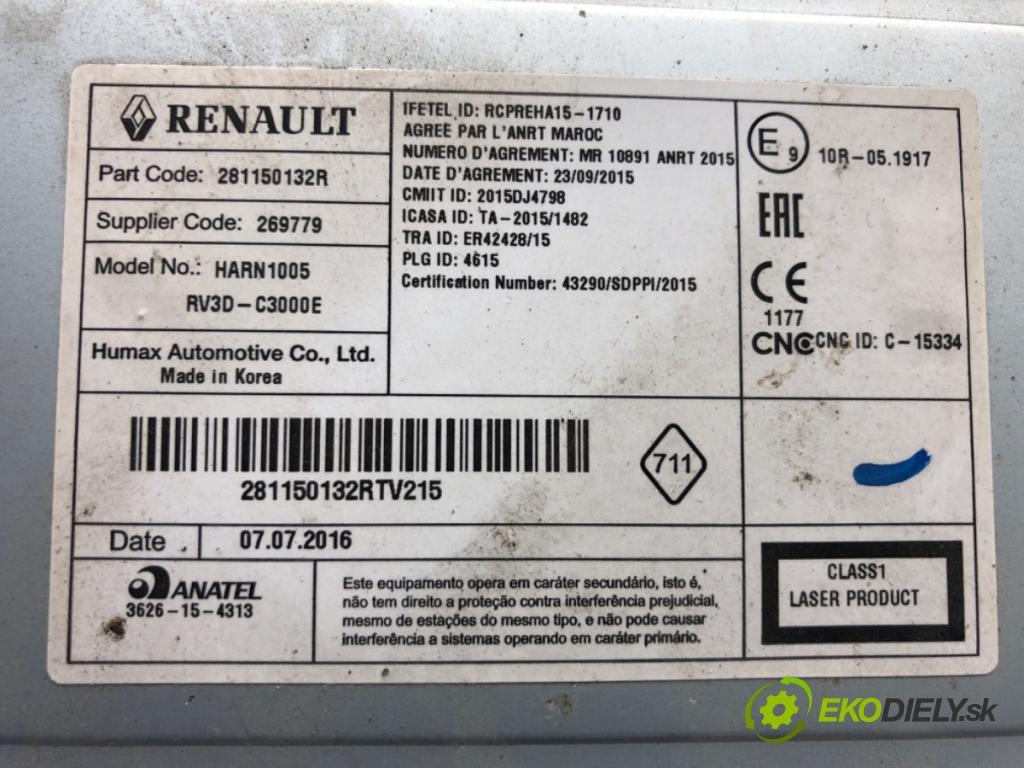 RENAULT
Part Code: 281150132R
Supplier Code: 269779
Model No.: HARN1005
RV3D-C3000E
Humax Automotive Co., Ltd.
Made in Korea
IFETEL ID: RCPREHA15-1710
AGREE PAR L'ANRT MAROC
NUMERO D'AGREMENT: MR 10891 ANRT 2015
DATE D'AGREMENT: 23/09/2015
CMIIT ID: 2015DJ4798
ICASA ID: TA-2015/1482
TRA ID: ER42428/15
PLG ID: 4615
Certification Number: 43290/SDPPI/2015
E9 10R-05.1917
EAC
CE
1177
CNC CNC ID: C-15334
281150132RTV215
711
Date 07.07.2016
ANATEL
3626-15-4313
Este equipamento opera em caráter secundário, isto é,
não tem direito a proteção contra interferência prejudicial,
mesmo de estações do mesmo tipo, e não pode causar
interferência a sistemas operando em caráter primário.
CLASS1
LASER PRODUCT
EKODIELY.sk